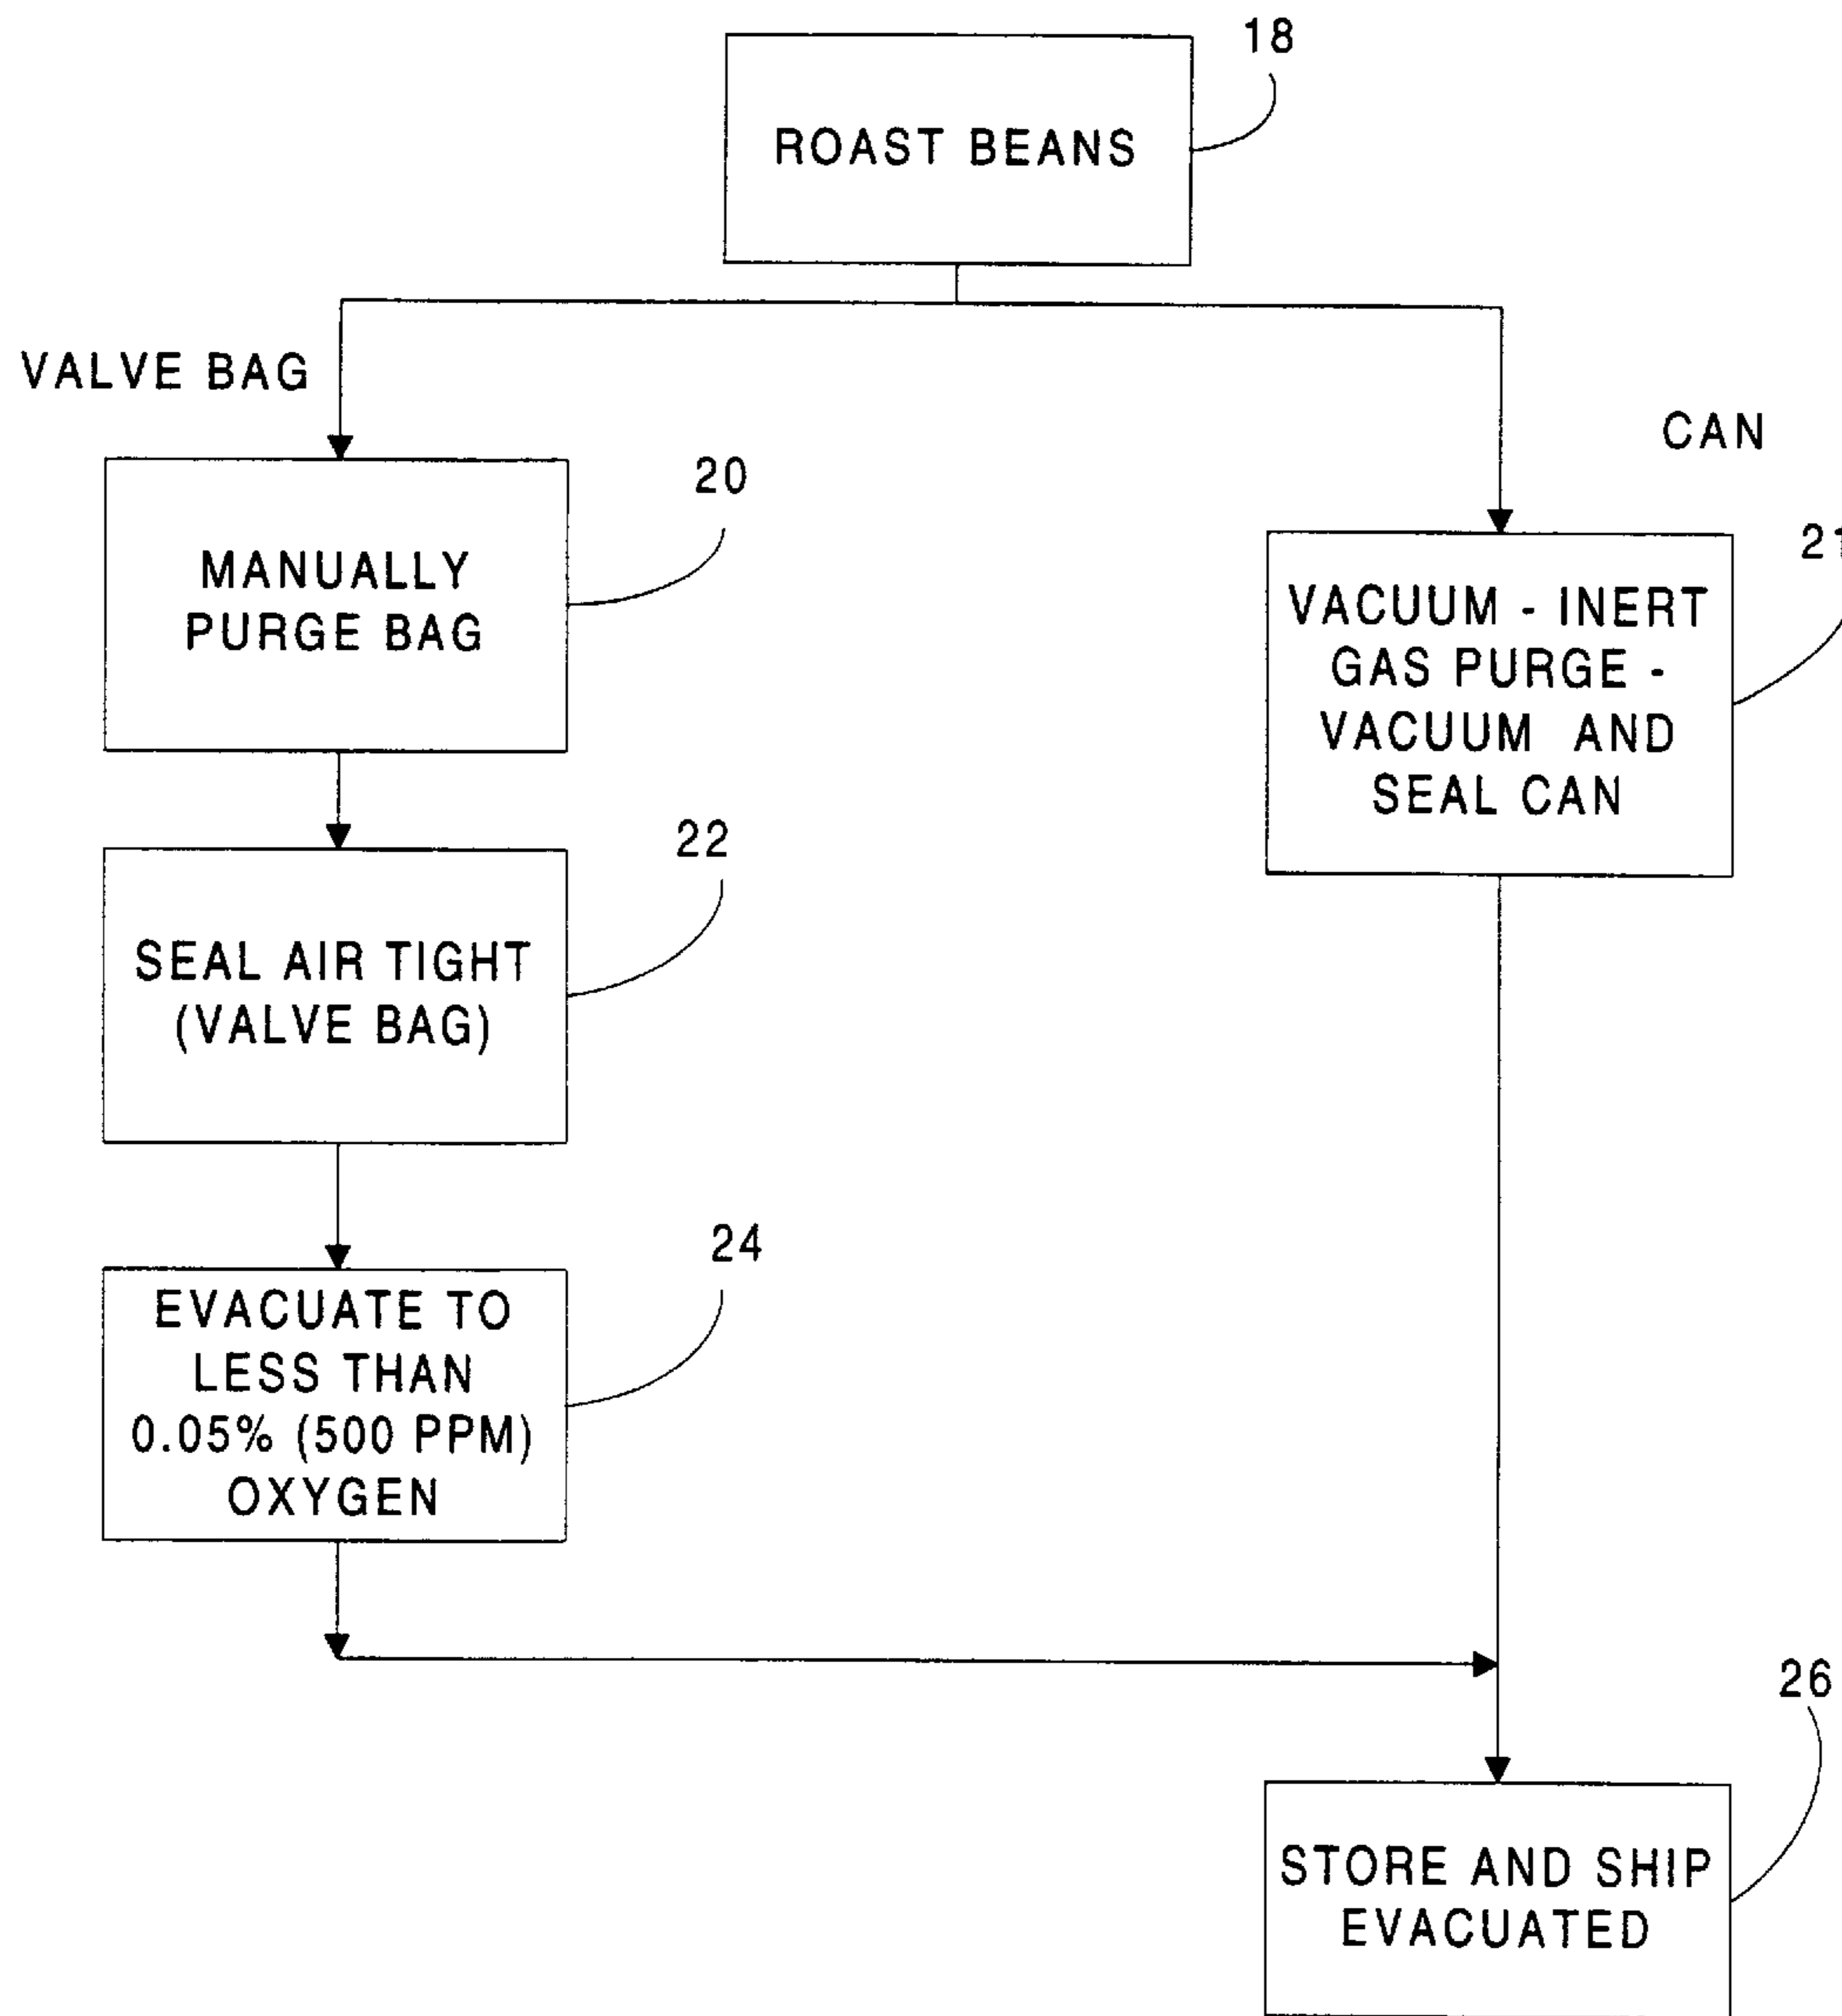 18
ROAST BEANS
VALVE BAG
CAN
20
MANUALLY
PURGE BAG
21
VACUUM - INERT
GAS PURGE -
VACUUM AND
SEAL CAN
22
SEAL AIR TIGHT
(VALVE BAG)
24
EVACUATE TO
LESS THAN
0.05% (500 PPM)
OXYGEN
26
STORE AND SHIP
EVACUATED